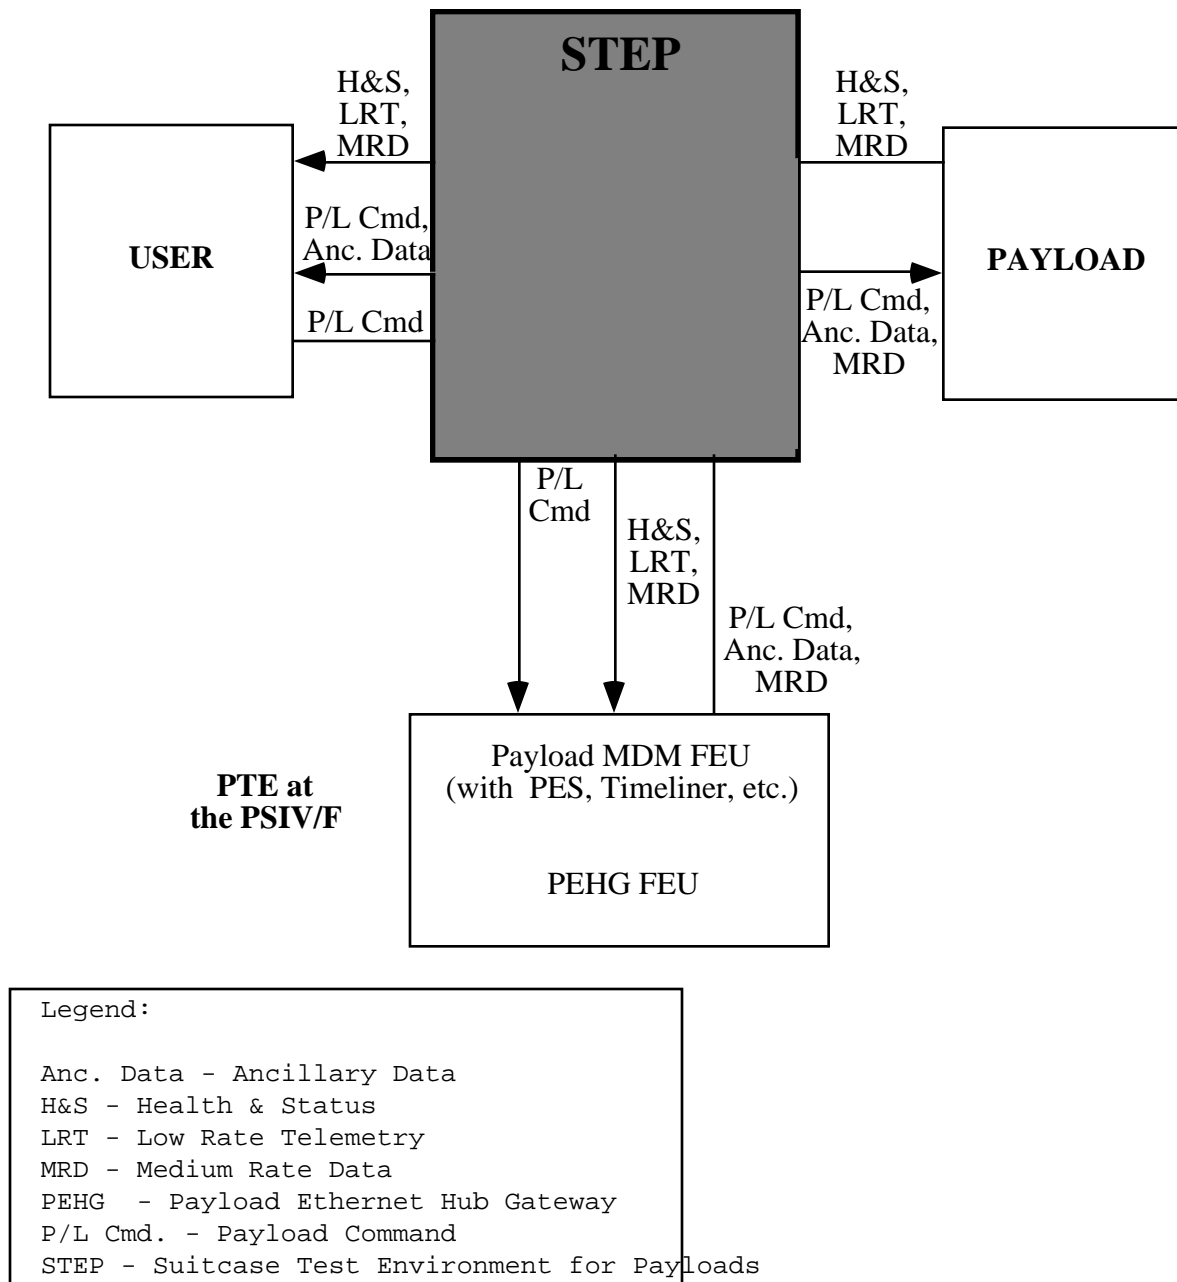 STEP
H&S,
LRT,
MRD
H&S,
LRT,
MRD
USER
P/L Cmd,
Anc. Data
P/L Cmd
PAYLOAD
P/L Cmd,
Anc. Data,
MRD
P/L
Cmd
H&S,
LRT,
MRD
P/L Cmd,
Anc. Data,
MRD
PTE at
the PSIV/F
Payload MDM FEU
(with PES, Timeliner, etc.)
PEHG FEU
Legend:
Anc. Data - Ancillary Data
H&S - Health & Status
LRT - Low Rate Telemetry
MRD - Medium Rate Data
PEHG - Payload Ethernet Hub Gateway
P/L Cmd. - Payload Command
STEP - Suitcase Test Environment for Payloads